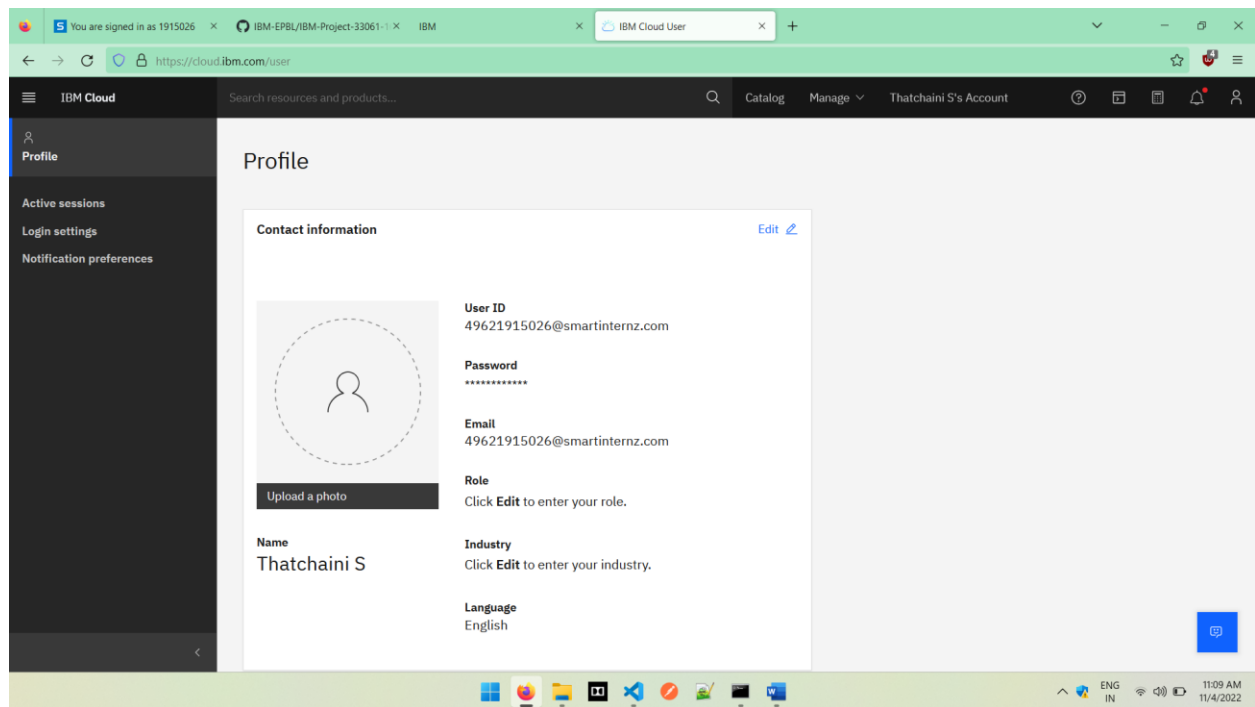 You are signed in as 1915026
IBM-EPBL/IBM-Project-33061-1
IBM
IBM Cloud User
https://cloud.ibm.com/user
4
IBM Cloud
Search resources and products...
Catalog
Manage
Thatchaini S's Account
Profile
Active sessions
Login settings
Notification preferences
Profile
Contact information
Edit
Upload a photo
Name
Thatchaini S
User ID
49621915026@smartinternz.com
Password
************
Email
49621915026@smartinternz.com
Role
Click Edit to enter your role.
Industry
Click Edit to enter your industry.
Language
English
ENG
IN
11:09 AM
11/4/2022